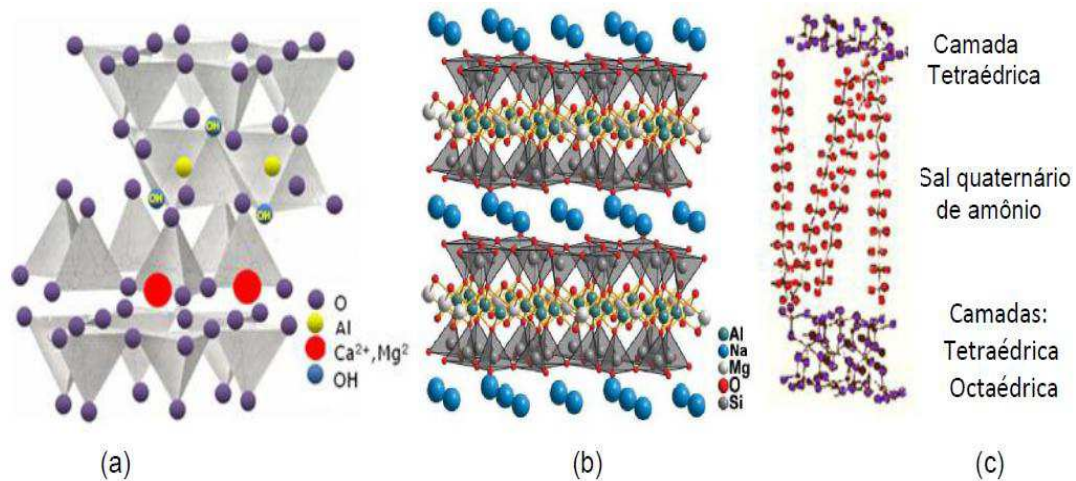 OH
OH
OH
O
Al
Ca²⁺,Mg²
OH
(a)
Al
Na
Mg
O
Si
(b)
Camada
Tetraédrica
Sal quaternário
de amônio
Camadas:
Tetraédrica
Octaédrica
(c)